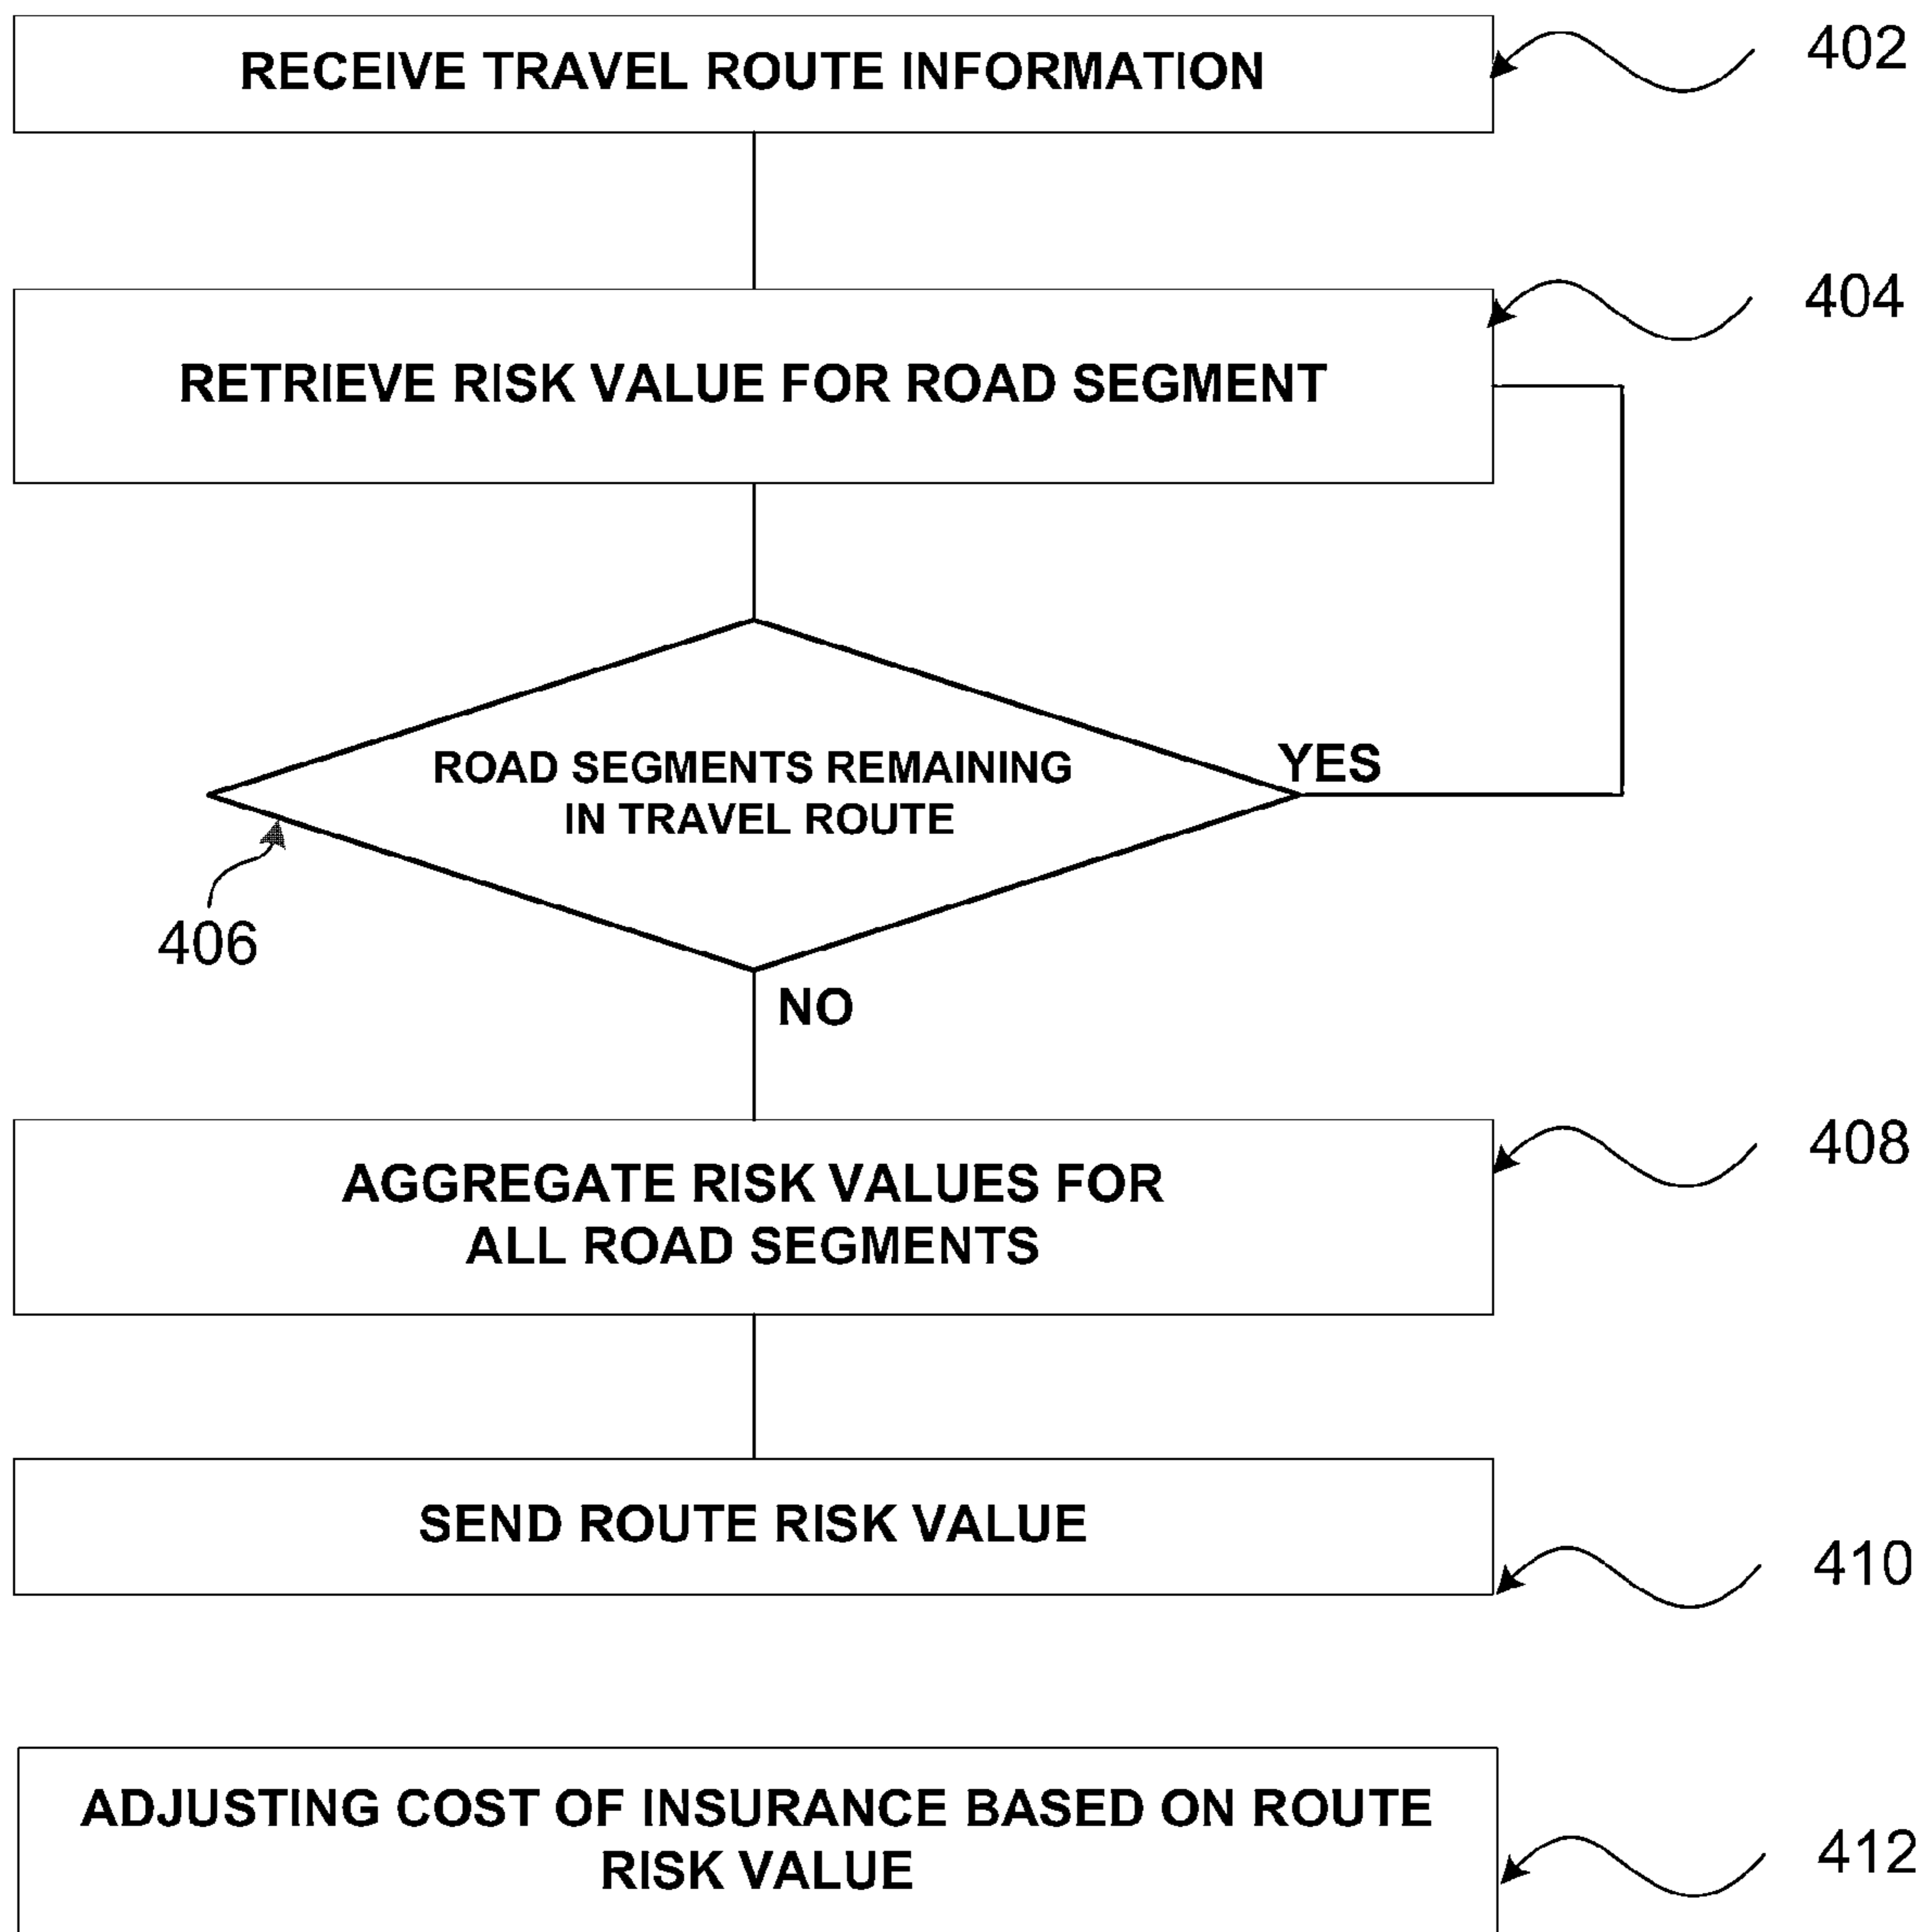 RECEIVE TRAVEL ROUTE INFORMATION
402
RETRIEVE RISK VALUE FOR ROAD SEGMENT
404
ROAD SEGMENTS REMAINING
IN TRAVEL ROUTE
YES
406
NO
AGGREGATE RISK VALUES FOR
ALL ROAD SEGMENTS
408
SEND ROUTE RISK VALUE
410
ADJUSTING COST OF INSURANCE BASED ON ROUTE
RISK VALUE
412